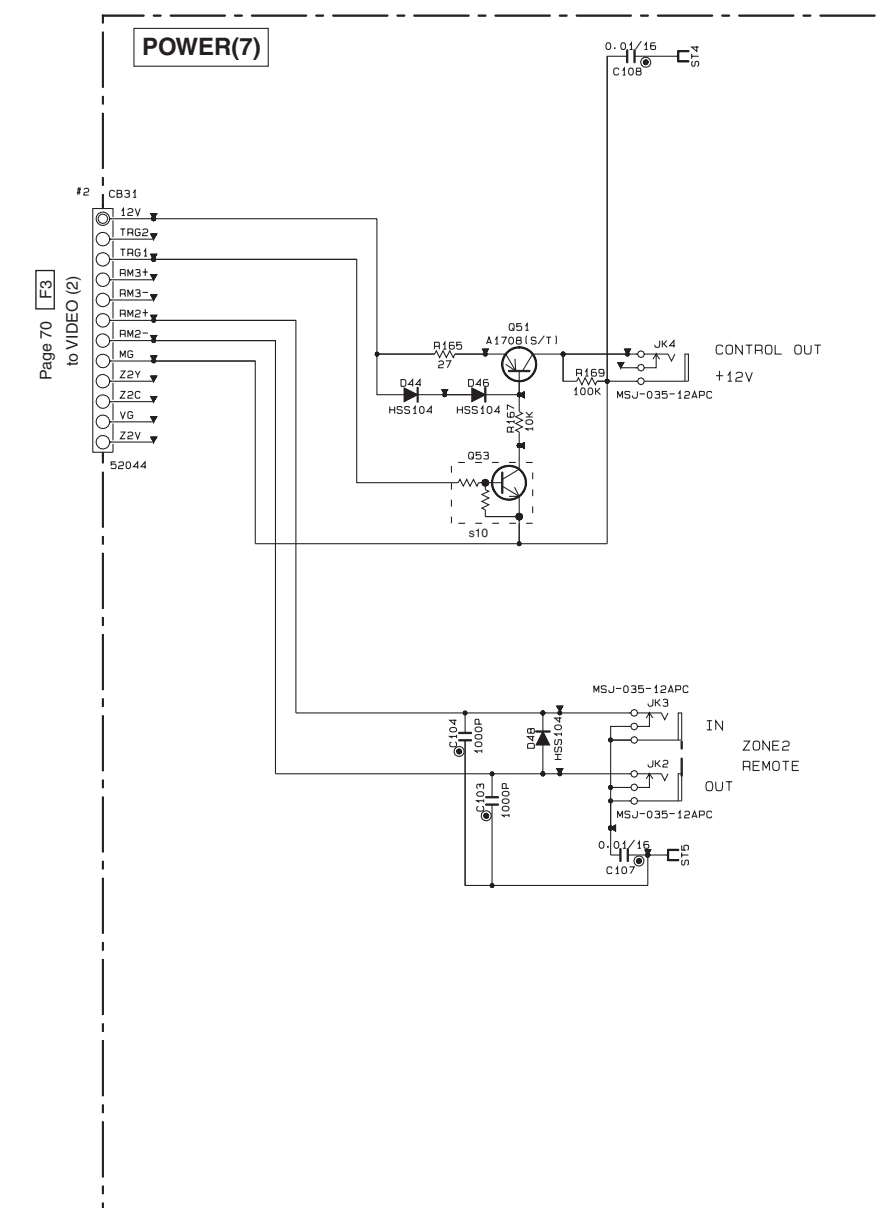 POWER(7)
0.01/16
C108
ST4
#2
CB31
12V
TRG2
TRG1
RM3+
RM3-
RM2+
RM2-
MG
Z2Y
Z2C
VG
Z2V
52044
Page 70 F3
to VIDEO (2)
Q51
A1708(S/T)
R165
27
D44
HSS104
D46
HSS104
R167
10K
Q53
s10
R169
100K
JK4
MSJ-035-12APC
CONTROL OUT
+12V
MSJ-035-12APC
JK3
IN
ZONE2
REMOTE
JK2
OUT
MSJ-035-12APC
C104
1000P
D48
HSS104
C103
1000P
0.01/16
C107
ST5